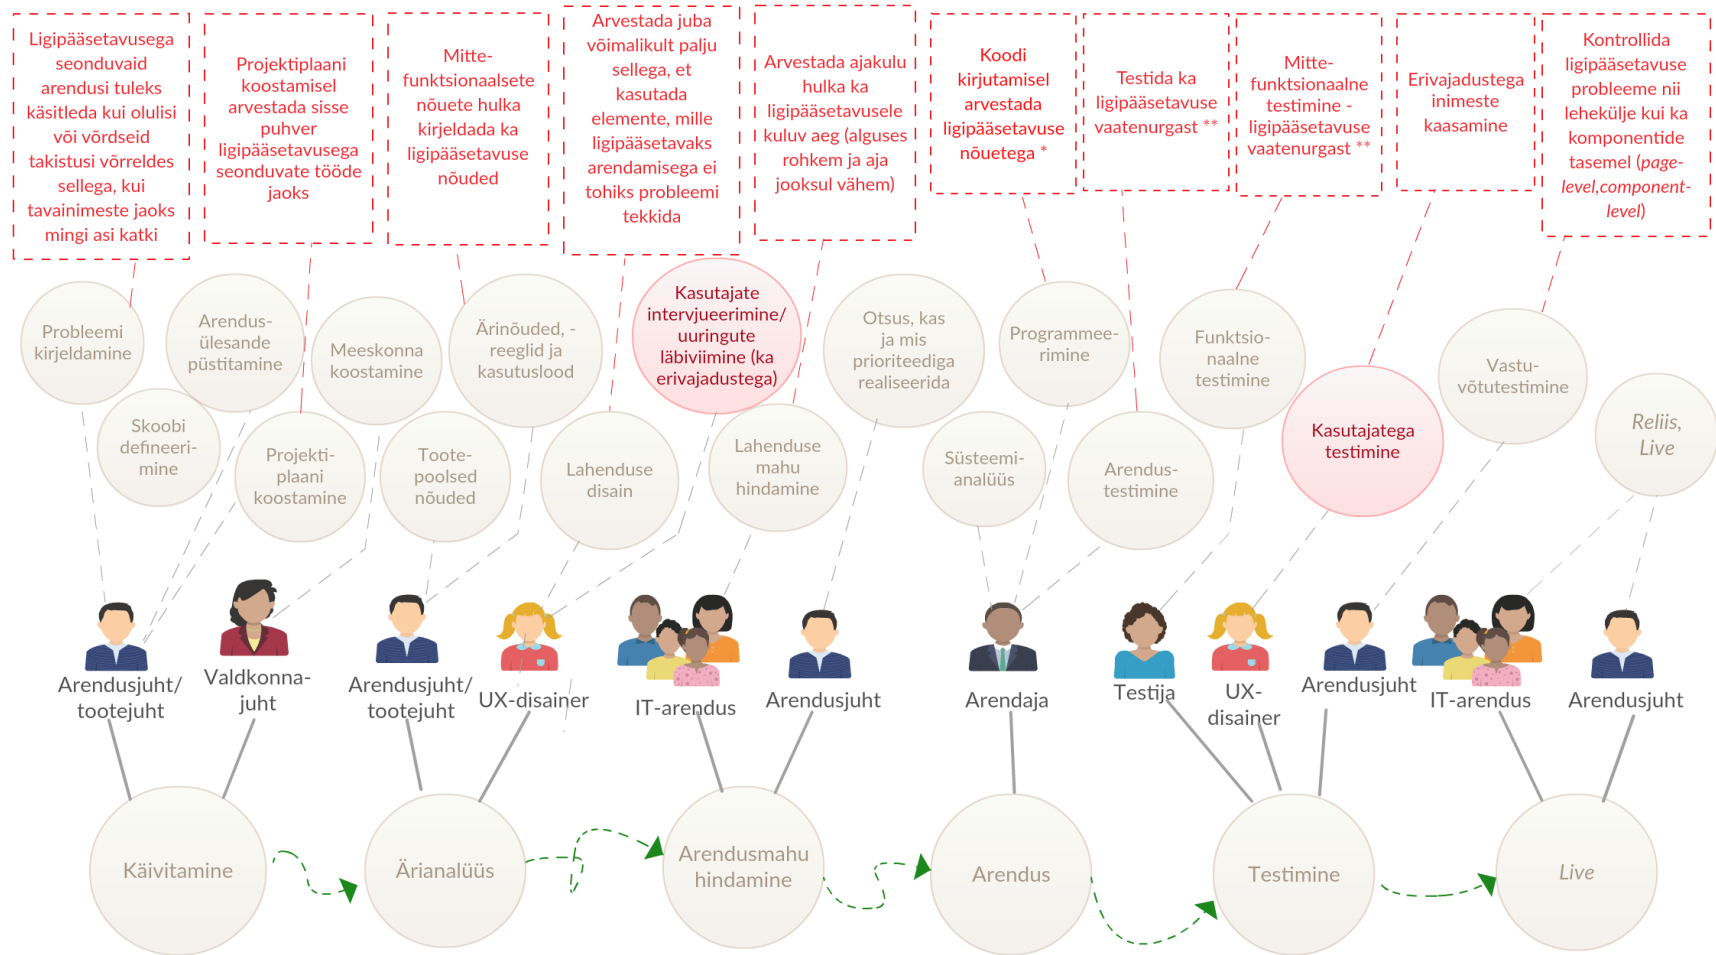 Ligipääsetavusega
seonduvaid
arendusi tuleks
käsitleda kui olulisi
või võrdseid
takistusi võrreldes
sellega, kui
tavainimeste jaoks
mingi asi katki
Projektiplaani
koostamisel
arvestada sisse
puhver
ligipääsetavusega
seonduvate tööde
jaoks
Mitte-
funktsionaalsete
nõuete hulka
kirjeldada ka
ligipääsetavuse
nõuded
Arvestada juba
võimalikult palju
sellega, et
kasutada
elemente, mille
ligipääsetavaks
arendamisega ei
tohiks probleemi
tekkida
Arvestada ajakulu
hulka ka
ligipääsetavusele
kuluv aeg (alguses
rohkem ja aja
jooksul vähem)
Koodi
kirjutamisel
arvestada
ligipääsetavuse
nõuetega *
Testida ka
ligipääsetavuse
vaatenurgast **
Mitte-
funktsionaalne
testimine -
ligipääsetavuse
vaatenurgast **
Erivajadustega
inimeste
kaasamine
Kontrollida
ligipääsetavuse
probleeme nii
lehekülje kui ka
komponentide
tasemel (page-
level,component-
level)
Probleemi
kirjeldamine
Skoobi
defineeri-
mine
Arendus-
ülesande
püstitamine
Projekti-
plaani
koostamine
Meeskonna
koostamine
Toote-
poolsed
nõuded
Ärinõuded, -
reeglid ja
kasutuslood
Lahenduse
disain
Kasutajate
intervjueerimine/
uuringute
läbiviimine (ka
erivajadustega)
Lahenduse
mahu
hindamine
Otsus, kas
ja mis
prioriteediga
realiseerida
Süsteemi-
analüüs
Programmee-
rimine
Arendus-
testimine
Funktsio-
naalne
testimine
Kasutajatega
testimine
Vastu-
võtutestimine
Reliis,
Live
Arendusjuht/
tootejuht
Valdkonna-
juht
Arendusjuht/
tootejuht
UX-disainer
IT-arendus
Arendusjuht
Arendaja
Testija
UX-
disainer
Arendusjuht
IT-arendus
Arendusjuht
Käivitamine
Ärianalüüs
Arendusmahu
hindamine
Arendus
Testimine
Live